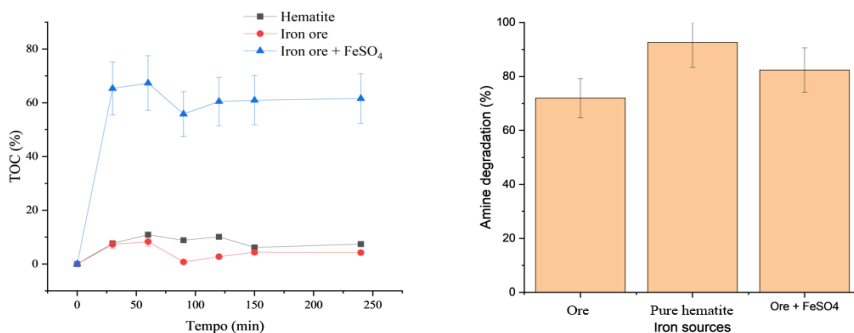 Hematite
Iron ore
Iron ore + FeSO4
80
60
40
20
0
TOC (%)
0 50 100 150 200 250
Tempo (min)
100
80
60
40
20
0
Amine degradation (%)
Ore Pure hematite Ore + FeSO4
Iron sources